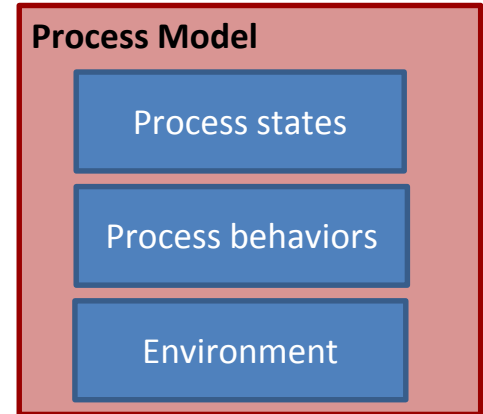 Process Model
Process states
Process behaviors
Environment